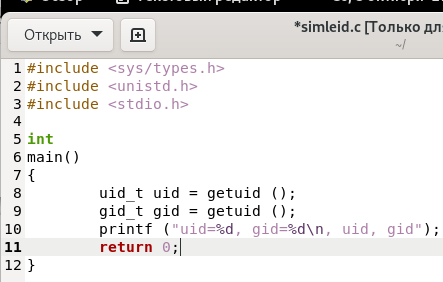 Открыть
*simleid.c [Только для
~/
1 #include <sys/types.h>
2 #include <unistd.h>
3 #include <stdio.h>
4
5 int
6 main()
7 {
8 uid_t uid = getuid ();
9 gid_t gid = getuid ();
10 printf ("uid=%d, gid=%d\n, uid, gid");
11 return 0;
12 }